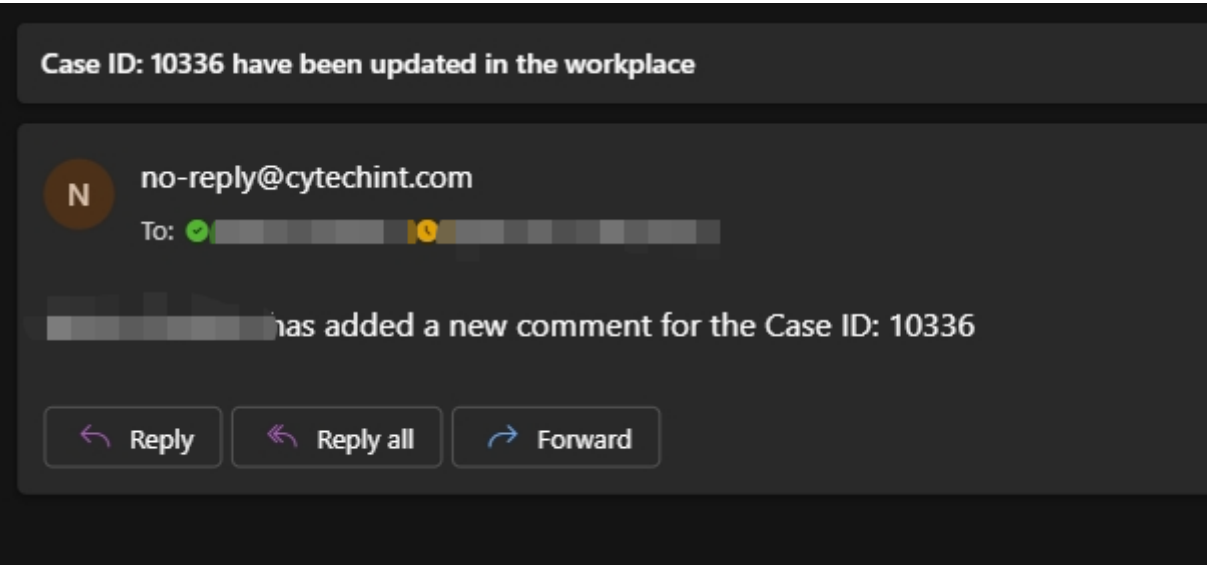 Case ID: 10336 have been updated in the workplace
N
no-reply@cytechint.com
To:
has added a new comment for the Case ID: 10336
Reply
Reply all
Forward